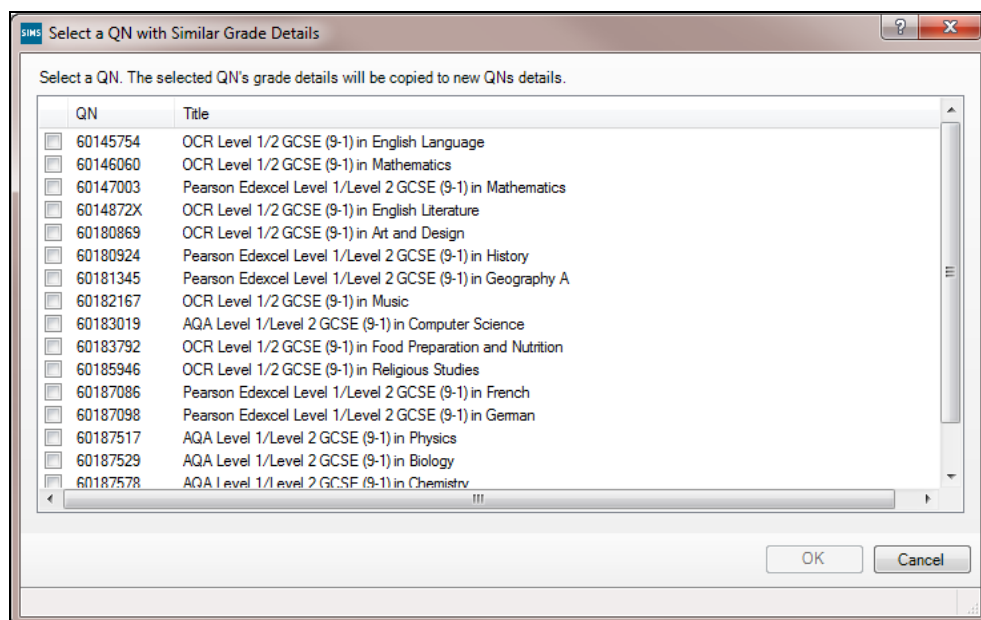 SIMS Select a QN with Similar Grade Details
?
X
Select a QN. The selected QN's grade details will be copied to new QNs details.
QN Title
60145754 OCR Level 1/2 GCSE (9-1) in English Language
60146060 OCR Level 1/2 GCSE (9-1) in Mathematics
60147003 Pearson Edexcel Level 1/Level 2 GCSE (9-1) in Mathematics
6014872X OCR Level 1/2 GCSE (9-1) in English Literature
60180869 OCR Level 1/2 GCSE (9-1) in Art and Design
60180924 Pearson Edexcel Level 1/Level 2 GCSE (9-1) in History
60181345 Pearson Edexcel Level 1/Level 2 GCSE (9-1) in Geography A
60182167 OCR Level 1/2 GCSE (9-1) in Music
60183019 AQA Level 1/Level 2 GCSE (9-1) in Computer Science
60183792 OCR Level 1/2 GCSE (9-1) in Food Preparation and Nutrition
60185946 OCR Level 1/2 GCSE (9-1) in Religious Studies
60187086 Pearson Edexcel Level 1/Level 2 GCSE (9-1) in French
60187098 Pearson Edexcel Level 1/Level 2 GCSE (9-1) in German
60187517 AQA Level 1/Level 2 GCSE (9-1) in Physics
60187529 AQA Level 1/Level 2 GCSE (9-1) in Biology
60187578 AQA Level 1/Level 2 GCSE (9-1) in Chemistry
OK Cancel